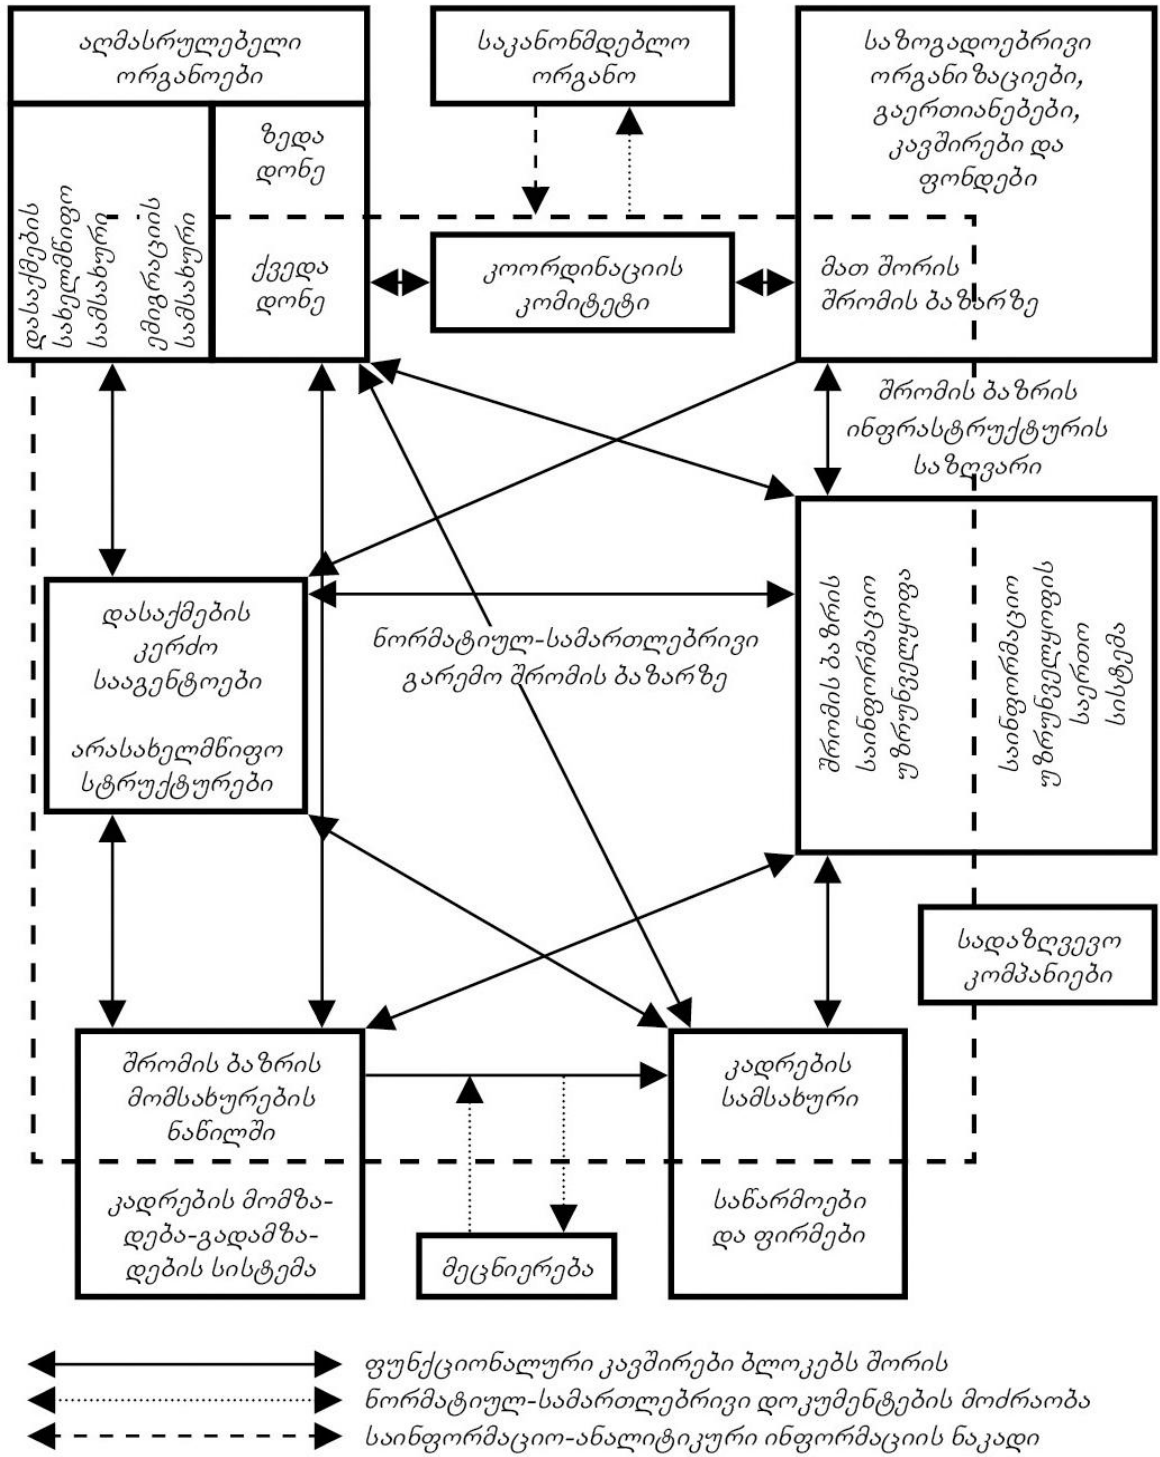 აღმასრულებელი
ორგანოები
საკანონმდებლო
ორგანო
საზოგადოებრივი
ორგანიზაციები,
გაერთიანებები,
კავშირები და
ფონდები
ზედა
დონე
დასაქმების
სახელომწიფო
სამსახური
ემიგრაციის
სამსახური
ქვედა
დონე
კოორდინაციის
კომიტეტი
მათ შორის
შრომის ბაზარზე
შრომის ბაზრის
ინფრასტრუქტურის
საზღვარი
დასაქმების
კერძო
სააგენტოები
არასახელმწიფო
სტრუქტურები
ნორმატიულ-სამართლებრივი
გარემო შრომის ბაზარზე
შრომის ბაზრის
საინფორმაციო
უზრუნველყოფა
საინფორმაციო
უზრუნველყოფის
საერთო
სისტემა
სადაზღვევო
კომპანიები
შრომის ბაზრის
მომსახურების
ნაწილში
კადრების მომზა-
დება-გადამზა-
დების სისტემა
კადრების
სამსახური
საწარმოები
და ფირმები
მეცნიერება
ფუნქციონალური კავშირები ბლოკებს შორის
ნორმატიულ-სამართლებრივი დოკუმენტების მოძრაობა
საინფორმაციო-ანალიტიკური ინფორმაციის ნაკადი